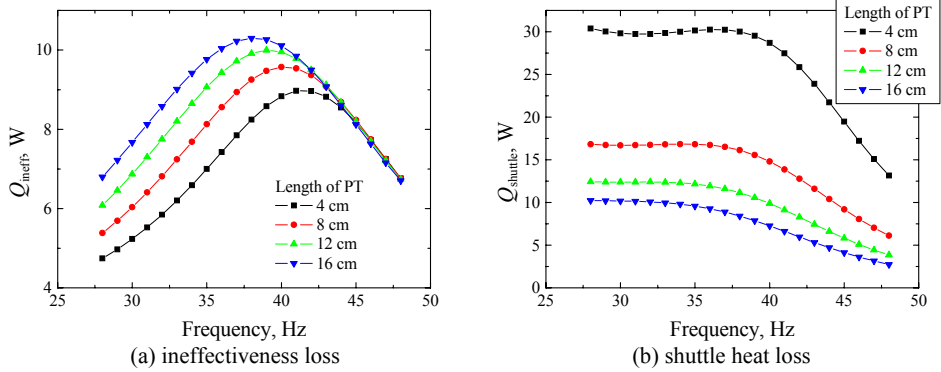 Q_ineff, W
10
8
6
4
25 30 35 40 45 50
Frequency, Hz
Length of PT
4 cm
8 cm
12 cm
16 cm
(a) ineffectiveness loss
Q_shuttle, W
30
25
20
15
10
5
0
25 30 35 40 45 50
Frequency, Hz
Length of PT
4 cm
8 cm
12 cm
16 cm
(b) shuttle heat loss